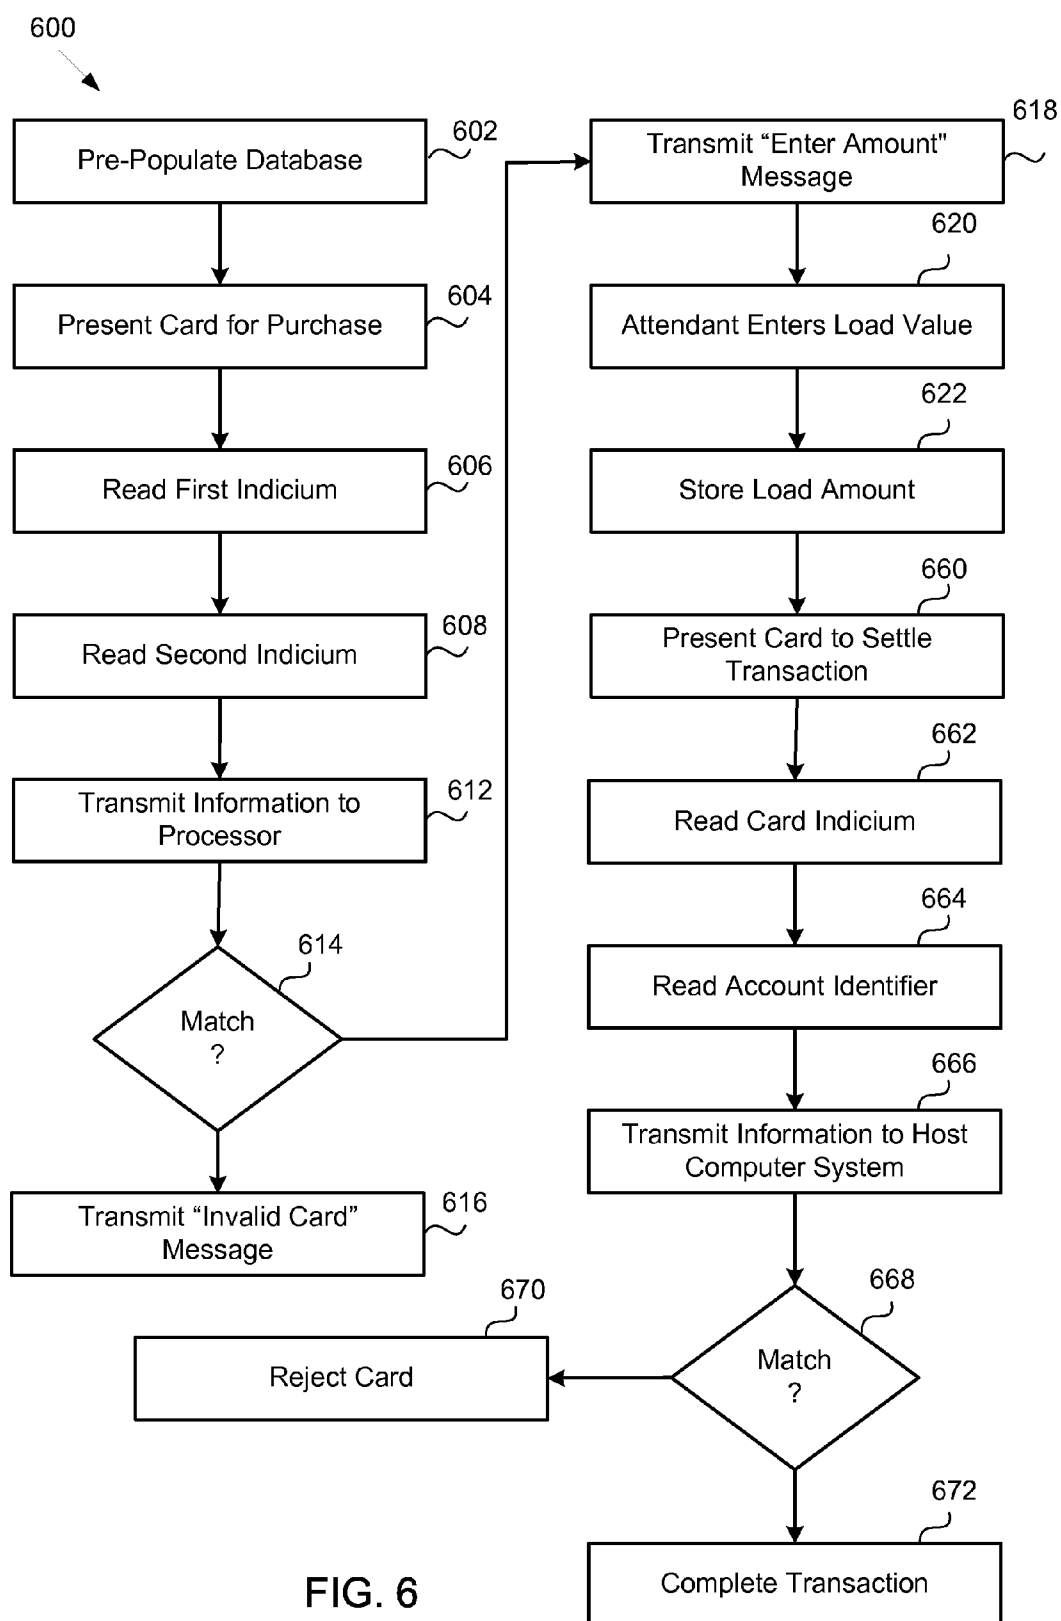 600
602
Pre-Populate Database
604
Present Card for Purchase
606
Read First Indicium
608
Read Second Indicium
612
Transmit Information to
Processor
614
Match
?
616
Transmit “Invalid Card”
Message
618
Transmit “Enter Amount"
Message
620
Attendant Enters Load Value
622
Store Load Amount
660
Present Card to Settle
Transaction
662
Read Card Indicium
664
Read Account Identifier
666
Transmit Information to Host
Computer System
668
Match
?
670
Reject Card
672
Complete Transaction
FIG. 6